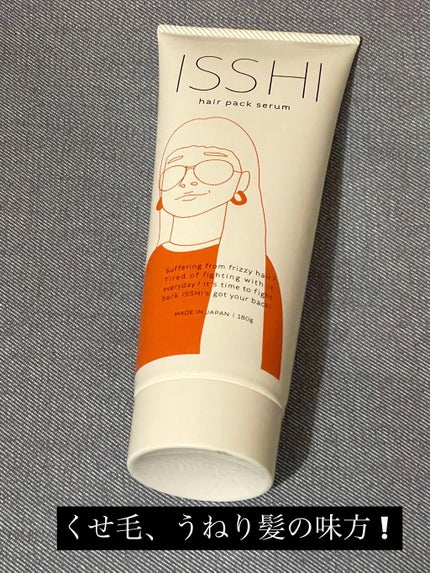 ISSHI
hair pack serum
Suffering from frizzy hair?
Tired of fighting with it
everyday? It's time to fight
back. ISSHI's got your back!
MADE IN JAPAN | 180g
くせ毛、うねり髪の味方❗